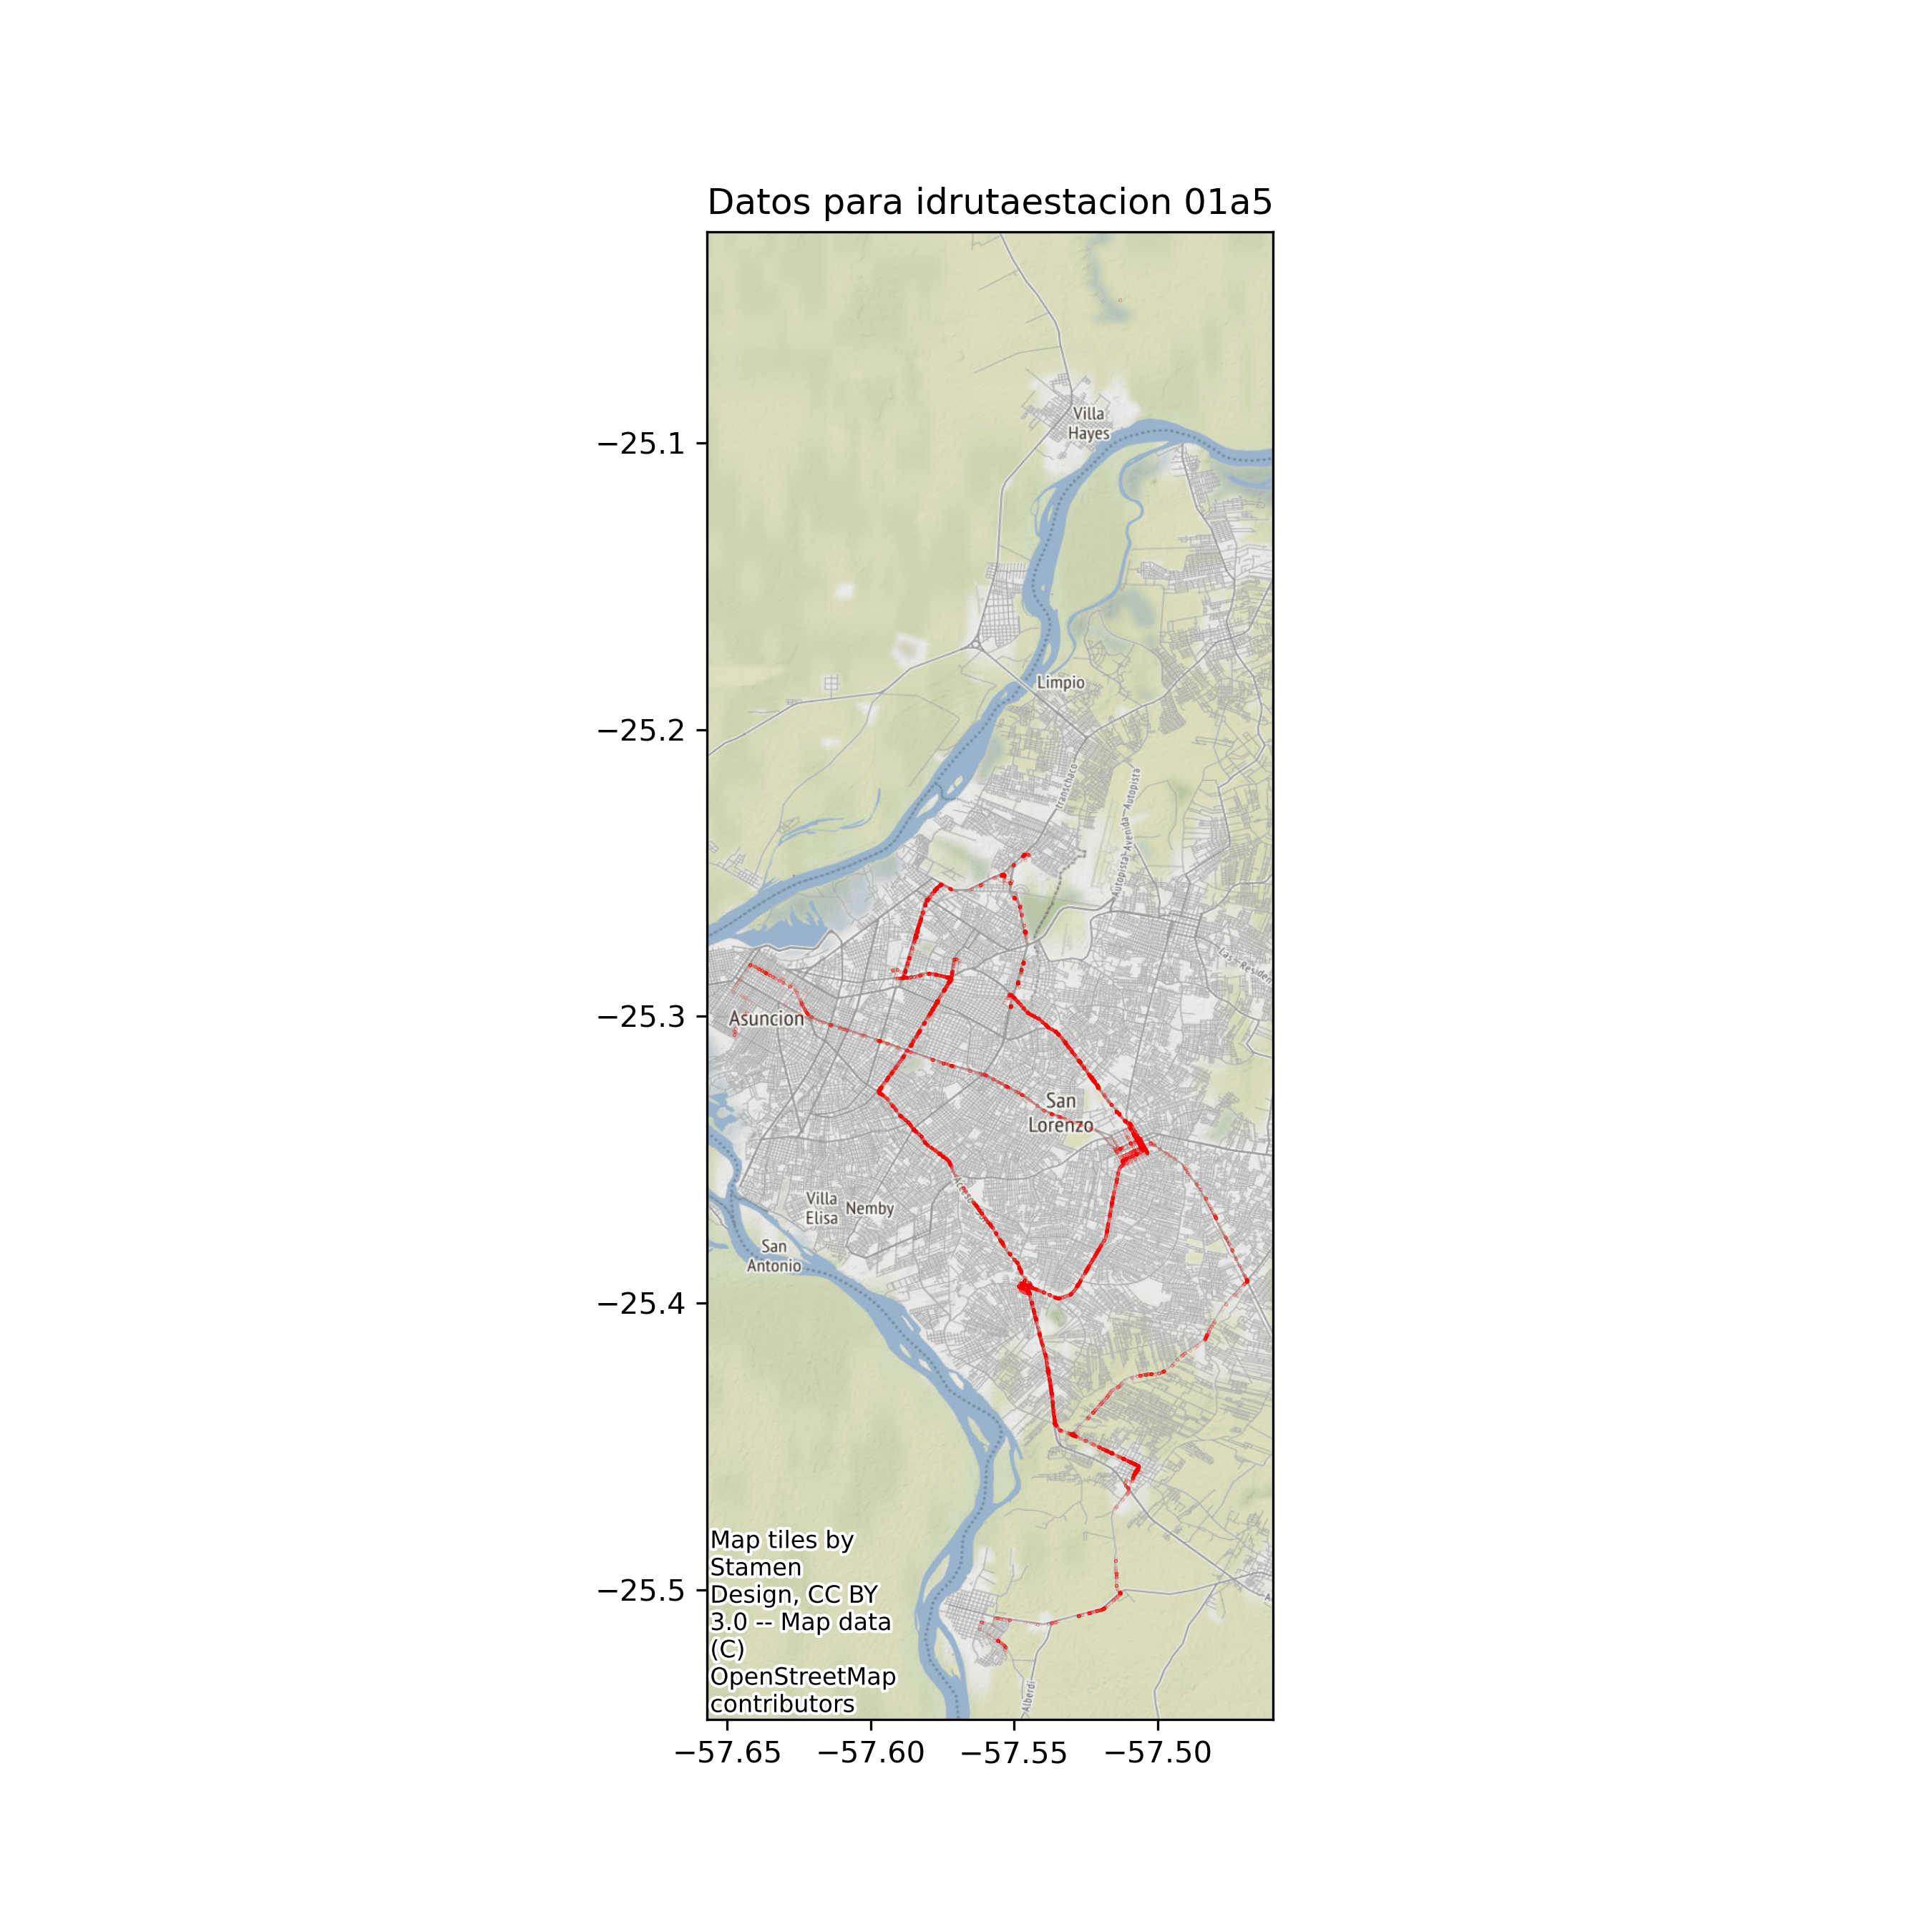 Datos para idrutaestacion 01a5
Villa
Hayes
−25.1
Limpio
−25.2
Transchaco
Autopista-Avenida-Autopista
Las-Residen
−25.3
Asuncion
San
Lorenzo
Acceso
Villa
Elisa
Nemby
San
Antonio
−25.4
Map tiles by
Stamen
Design, CC BY
3.0 -- Map data
(C)
OpenStreetMap
contributors
−25.5
Alberdi
−57.65
−57.60
−57.55
−57.50